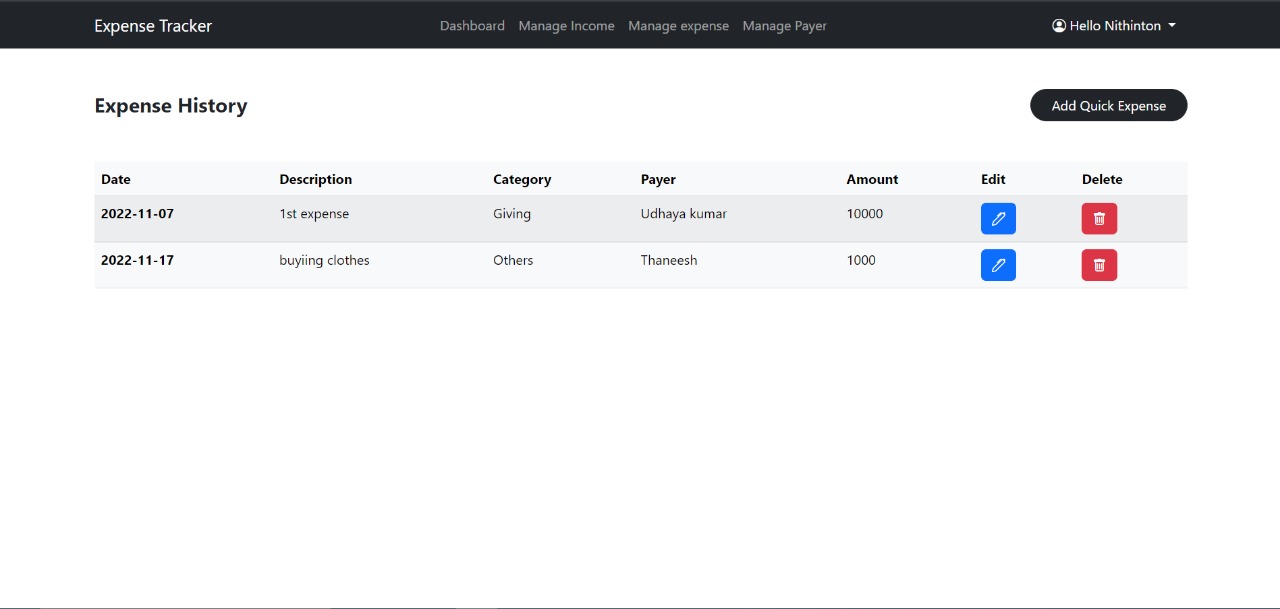 Expense Tracker Dashboard Manage Income Manage expense Manage Payer Hello Nithinton
Expense History Add Quick Expense
Date Description Category Payer Amount Edit Delete
2022-11-07 1st expense Giving Udhaya kumar 10000
2022-11-17 buyiing clothes Others Thaneesh 1000